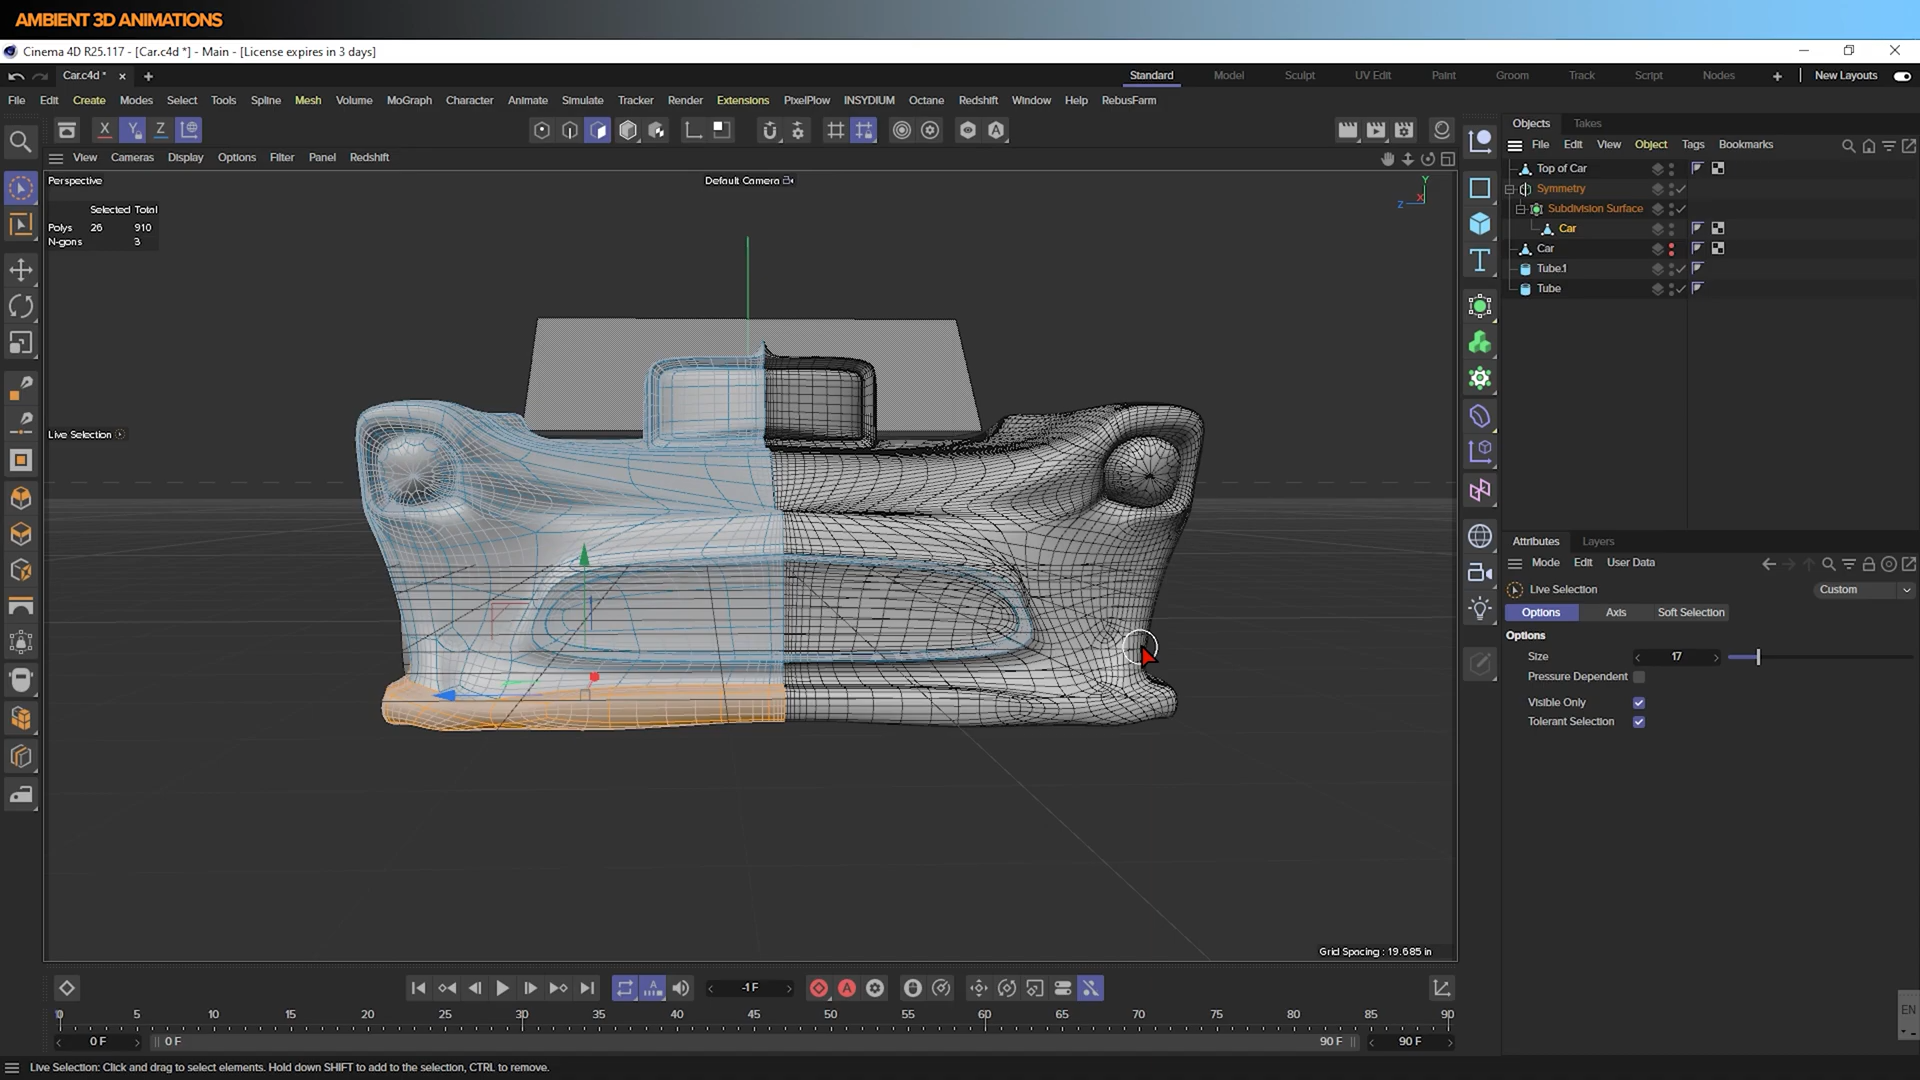 AMBIENT 3D ANIMATIONS
Cinema 4D R25.117 - [Car.c4d *] - Main - [License expires in 3 days]
Car.c4d *
Standard Model Sculpt UV Edit Paint Groom Track Script Nodes New Layouts
File Edit Create Modes Select Tools Spline Mesh Volume MoGraph Character Animate Simulate Tracker Render Extensions PixelPlow INSYDIUM Octane Redshift Window Help RebusFarm
X Y Z
View Cameras Display Options Filter Panel Redshift
Perspective
Default Camera
Y
Z X
Selected Total
Polys 26 910
N-gons 3
Live Selection
Grid Spacing : 19.685 in
Objects Takes
File Edit View Object Tags Bookmarks
Top of Car
Symmetry
Subdivision Surface
Car
Car
Tube.1
Tube
Attributes Layers
Mode Edit User Data
Live Selection Custom
Options Axis Soft Selection
Options
Size 17
Pressure Dependent
Visible Only
Tolerant Selection
-1 F
0 5 10 15 20 25 30 35 40 45 50 55 60 65 70 75 80 85 90
0 F 0 F 90 F 90 F
EN
Live Selection: Click and drag to select elements. Hold down SHIFT to add to the selection, CTRL to remove.